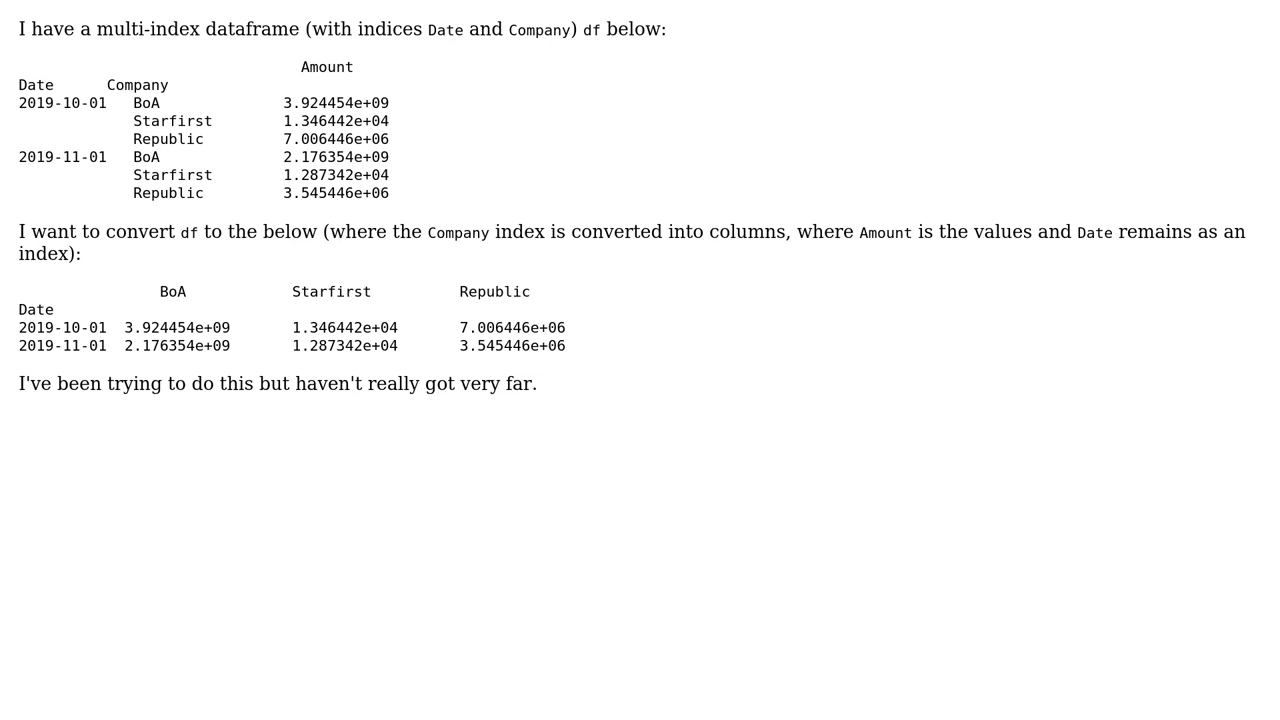 I have a multi-index dataframe (with indices Date and Company) df below:
                                Amount
Date      Company
2019-10-01   BoA              3.924454e+09
             Starfirst        1.346442e+04
             Republic         7.006446e+06
2019-11-01   BoA              2.176354e+09
             Starfirst        1.287342e+04
             Republic         3.545446e+06
I want to convert df to the below (where the Company index is converted into columns, where Amount is the values and Date remains as an
index):
                BoA            Starfirst          Republic
Date
2019-10-01  3.924454e+09       1.346442e+04       7.006446e+06
2019-11-01  2.176354e+09       1.287342e+04       3.545446e+06
I've been trying to do this but haven't really got very far.